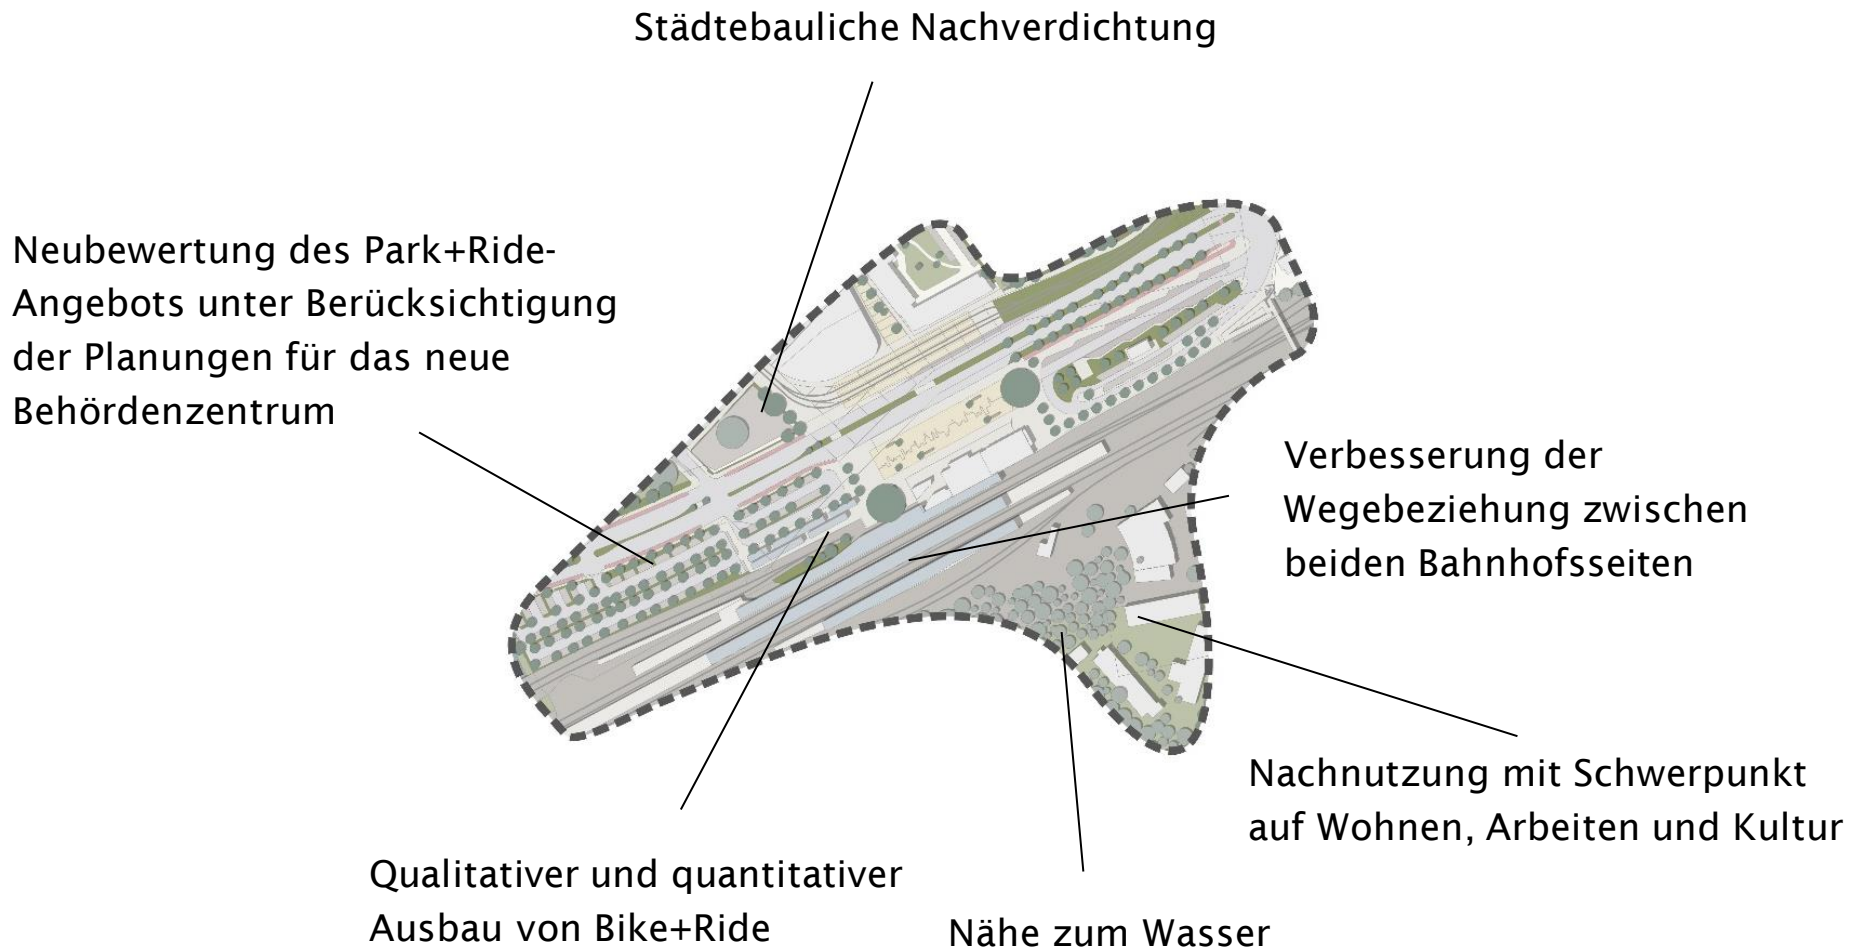 Städtebauliche Nachverdichtung
Neubewertung des Park+Ride-
Angebots unter Berücksichtigung
der Planungen für das neue
Behördenzentrum
Verbesserung der
Wegebeziehung zwischen
beiden Bahnhofsseiten
Nachnutzung mit Schwerpunkt
auf Wohnen, Arbeiten und Kultur
Qualitativer und quantitativer
Ausbau von Bike+Ride
Nähe zum Wasser